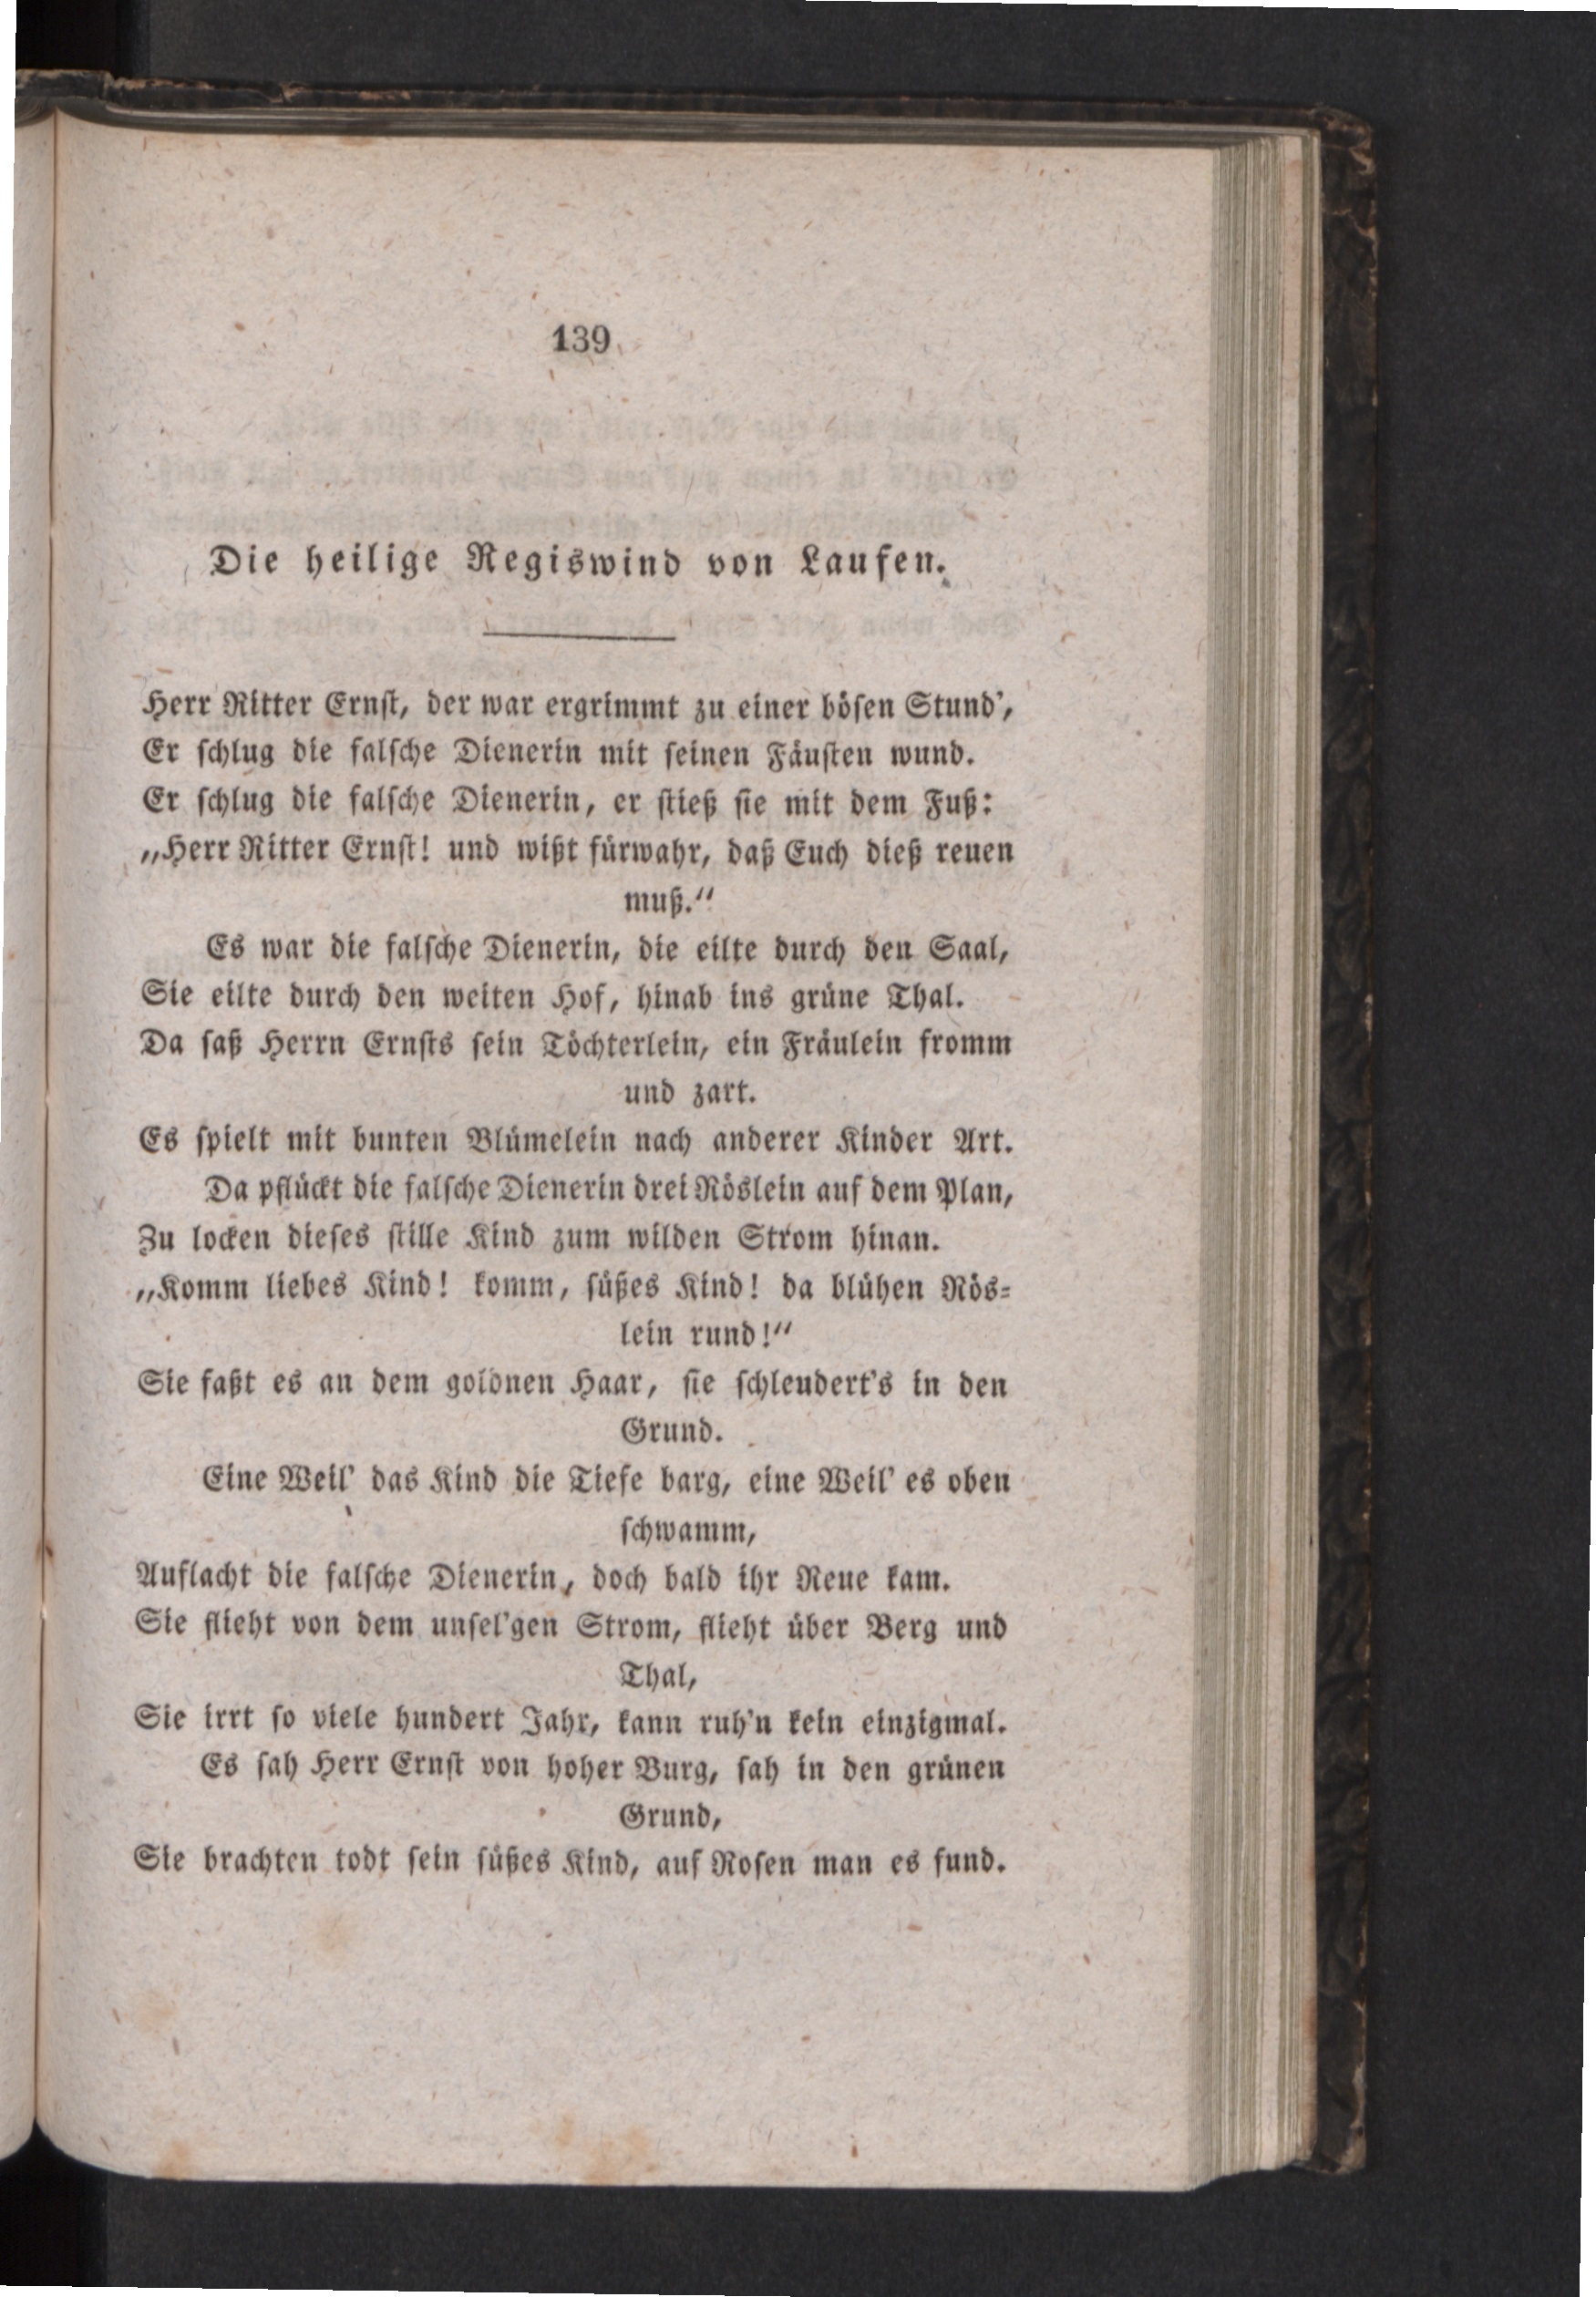 139
Die heilige Regiswind von Laufen.
Herr Ritter Ernſt, der war ergrimmt zu einer böſen Stund’,
Er ſchlug die falſche Dienerin mit ſeinen Fäuſten wund.
Er ſchlug die falſche Dienerin, er ſtieß ſie mit dem Fuß:
„Herr Ritter Ernſt! und wißt fürwahr, daß Euch dieß reuen
muß.“
Es war die falſche Dienerin, die eilte durch den Saal,
Sie eilte durch den weiten Hof, hinab ins grüne Thal.
Da ſaß Herrn Ernſts ſein Töchterlein, ein Fräulein fromm
und zart.
Es ſpielt mit bunten Blümelein nach anderer Kinder Art.
Da pflückt die falſche Dienerin drei Röslein auf dem Plan,
Zu locken dieſes ſtille Kind zum wilden Strom hinan.
„Komm liebes Kind! komm, ſüßes Kind! da blühen Rös-
lein rund!“
Sie faßt es an dem goldnen Haar, ſie ſchleudert’s in den
Grund.
Eine Weil’ das Kind die Tiefe barg, eine Weil’ es oben
ſchwamm,
Auflacht die falſche Dienerin, doch bald ihr Reue kam.
Sie flieht von dem unſel’gen Strom, flieht über Berg und
Thal,
Sie irrt ſo viele hundert Jahr, kann ruh’n kein einzigmal.
Es ſah Herr Ernſt von hoher Burg, ſah in den grünen
Grund,
Sie brachten todt ſein ſüßes Kind, auf Roſen man es fund.